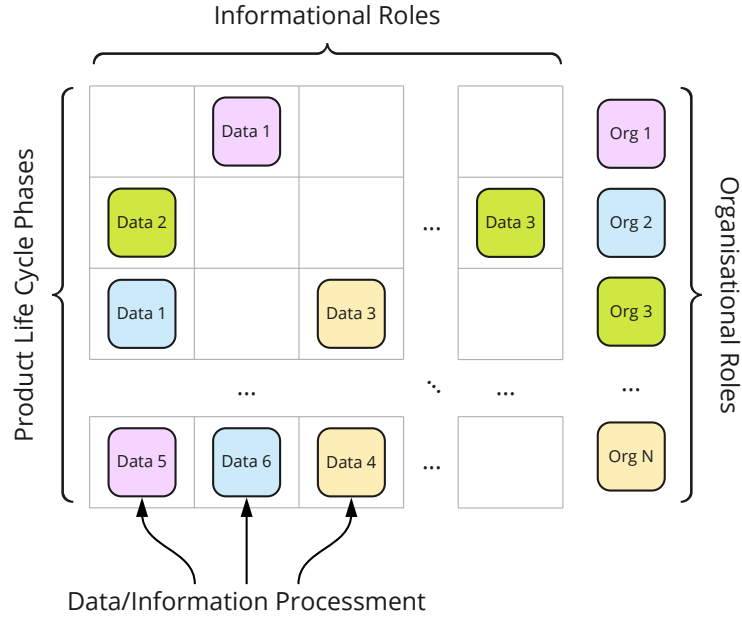 Informational Roles
Product Life Cycle Phases
Organisational Roles
Data 1
Org 1
Data 2
...
Data 3
Org 2
Data 1
Data 3
Org 3
...
...
...
...
Data 5
Data 6
Data 4
...
Org N
Data/Information Processment